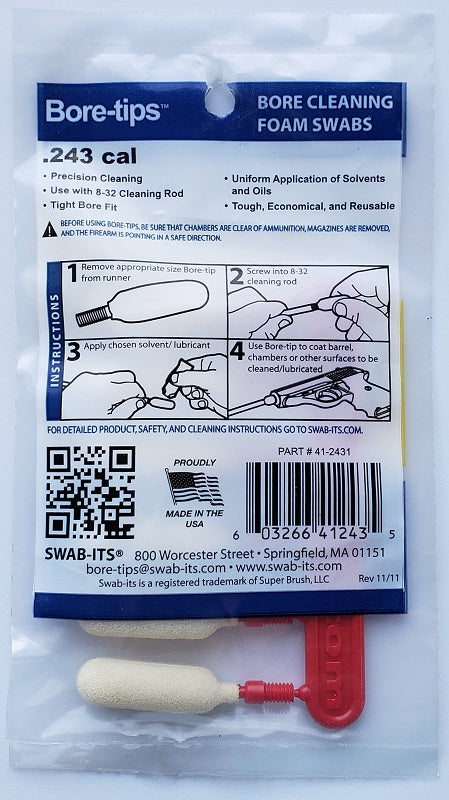 Bore-tips™
BORE CLEANING
FOAM SWABS
.243 cal
• Precision Cleaning
• Use with 8-32 Cleaning Rod
• Tight Bore Fit
• Uniform Application of Solvents
and Oils
• Tough, Economical, and Reusable
BEFORE USING BORE-TIPS, BE SURE THAT CHAMBERS ARE CLEAR OF AMMUNITION, MAGAZINES ARE REMOVED,
AND THE FIREARM IS POINTING IN A SAFE DIRECTION.
INSTRUCTIONS
1 Remove appropriate size Bore-tip
from runner
2 Screw into 8-32
cleaning rod
3 Apply chosen solvent/ lubricant
4 Use Bore-tip to coat barrel,
chambers or other surfaces to be
cleaned/lubricated
FOR DETAILED PRODUCT, SAFETY, AND CLEANING INSTRUCTIONS GO TO SWAB-ITS.COM.
PROUDLY
MADE IN THE
USA
PART # 41-2431
6 03266 41243 5
SWAB-ITS® 800 Worcester Street • Springfield, MA 01151
bore-tips@swab-its.com • www.swab-its.com
Swab-its is a registered trademark of Super Brush, LLC
Rev 11/11